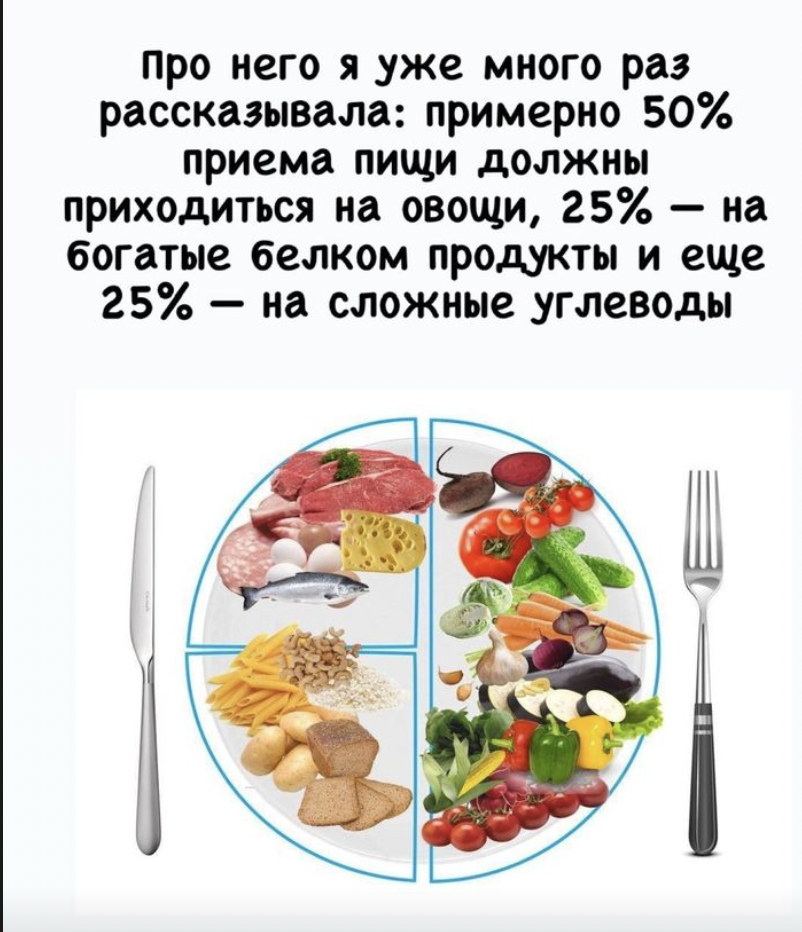 Про него я уже много раз
рассказывала: примерно 50%
приема пищи должны
приходиться на овощи, 25% — на
богатые белком продукты и еще
25% — на сложные углеводы